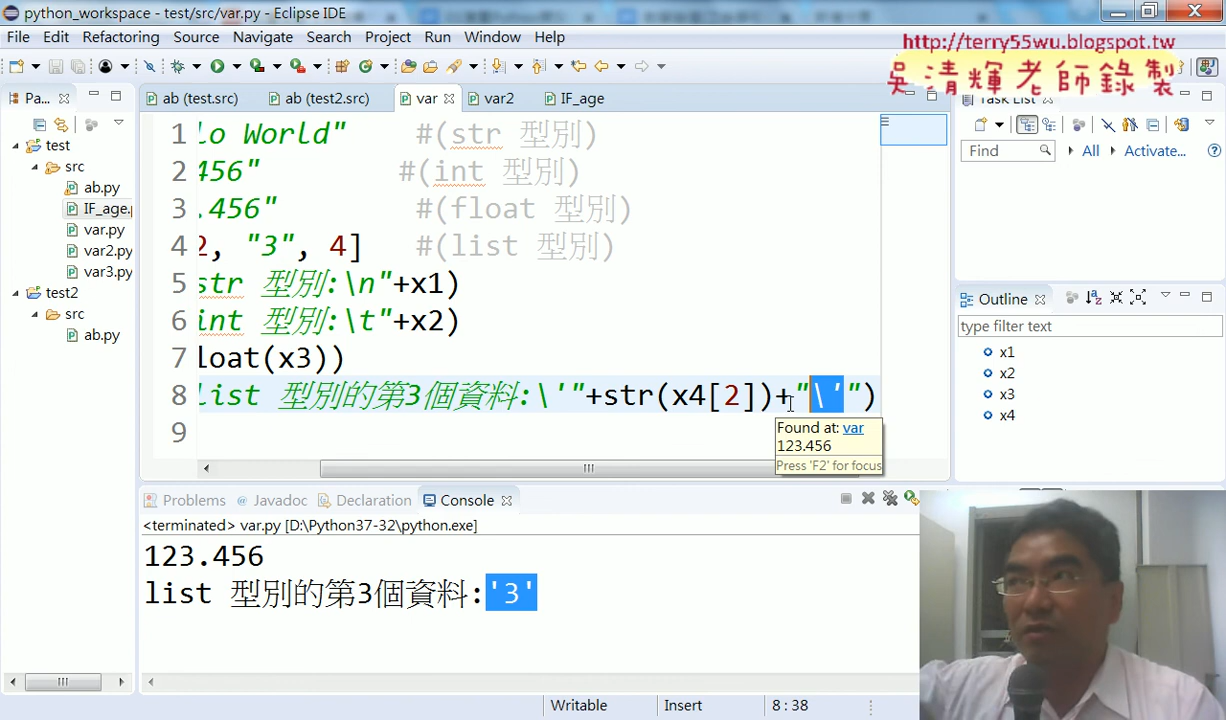 python_workspace - test/src/var.py - Eclipse IDE
File Edit Refactoring Source Navigate Search Project Run Window Help
http://terry55wu.blogspot.tw
吳清輝老師錄製
Pa...
ab (test.src)
ab (test2.src)
var
var2
IF_age
Task List
test
src
ab.py
IF_age.p
var.py
var2.py
var3.py
test2
src
ab.py
1 lo World" #(str 型別)
2 456" #(int 型別)
3 .456" #(float 型別)
4 2, "3", 4] #(list 型別)
5 str 型別:\n"+x1)
6 int 型別:\t"+x2)
7 loat(x3))
8 list 型別的第3個資料:\'"+str(x4[2])+"\'")
9
Found at: var
123.456
Press 'F2' for focus
Find All Activate...
Outline
type filter text
x1
x2
x3
x4
Problems Javadoc Declaration Console
<terminated> var.py [D:\Python37-32\python.exe]
123.456
list 型別的第3個資料:'3'
Writable Insert 8 : 38